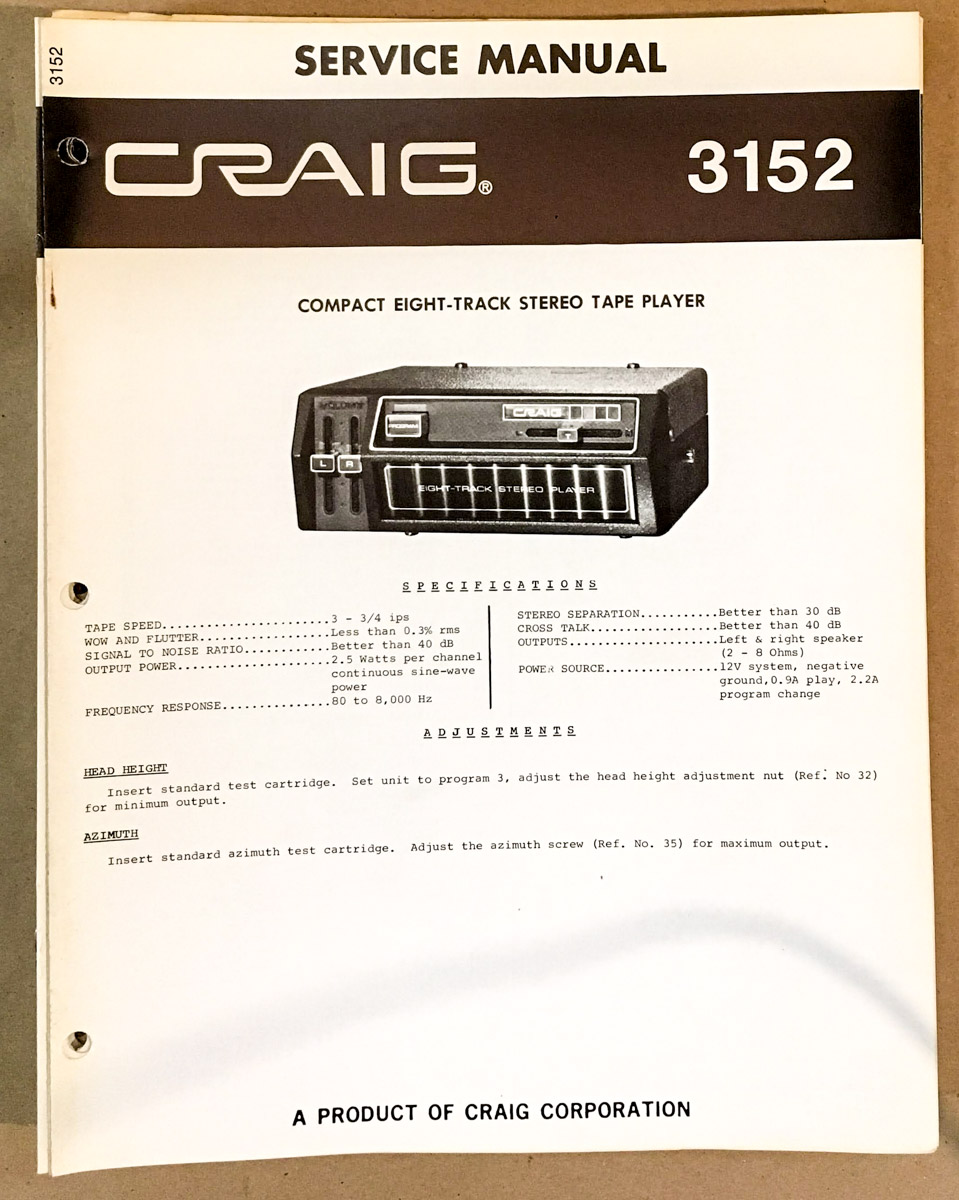 3152
SERVICE MANUAL
CRAIG® 3152
COMPACT EIGHT-TRACK STEREO TAPE PLAYER
VOLUME
L R
PROGRAM
CRAIG
T
EIGHT-TRACK STEREO PLAYER
SPECIFICATIONS
TAPE SPEED.......................3 - 3/4 ips
WOW AND FLUTTER..................Less than 0.3% rms
SIGNAL TO NOISE RATIO............Better than 40 dB
OUTPUT POWER.....................2.5 Watts per channel
continuous sine-wave
power
FREQUENCY RESPONSE...............80 to 8,000 Hz
STEREO SEPARATION...........Better than 30 dB
CROSS TALK..................Better than 40 dB
OUTPUTS.....................Left & right speaker
(2 - 8 Ohms)
POWER SOURCE................12V system, negative
ground,0.9A play, 2.2A
program change
ADJUSTMENTS
HEAD HEIGHT
Insert standard test cartridge. Set unit to program 3, adjust the head height adjustment nut (Ref. No 32)
for minimum output.
AZIMUTH
Insert standard azimuth test cartridge. Adjust the azimuth screw (Ref. No. 35) for maximum output.
A PRODUCT OF CRAIG CORPORATION